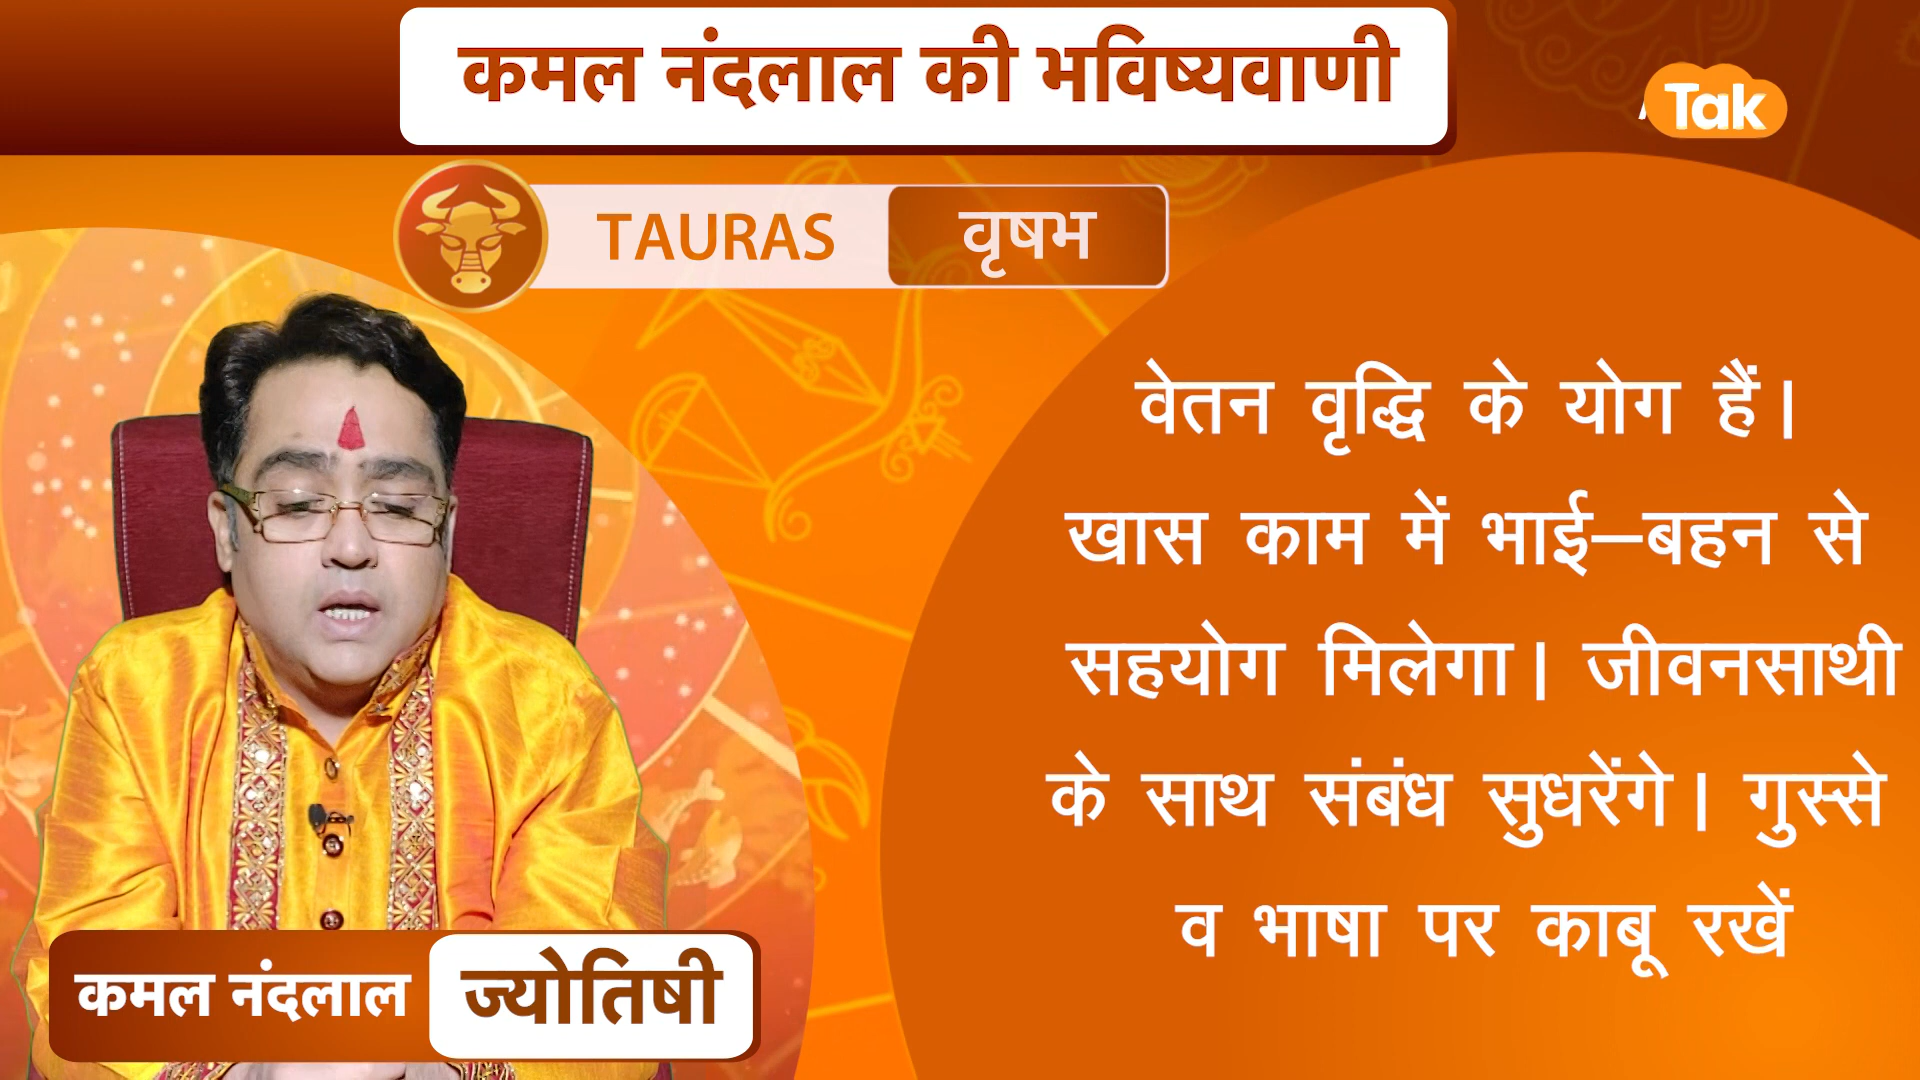 कमल नंदलाल की भविष्यवाणी
Tak
TAURAS वृषभ
वेतन वृद्धि के योग हैं।
खास काम में भाई–बहन से
सहयोग मिलेगा। जीवनसाथी
के साथ संबंध सुधरेंगे। गुस्से
व भाषा पर काबू रखें
कमल नंदलाल ज्योतिषी